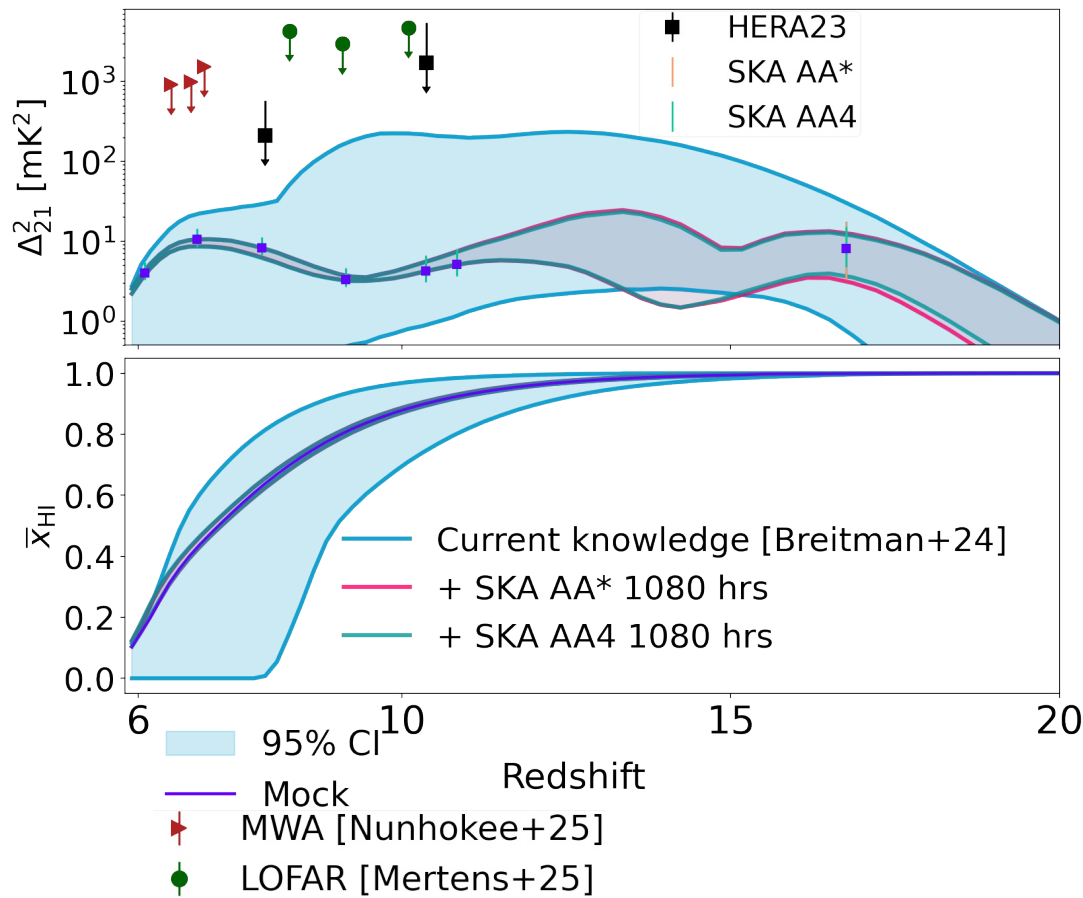 HERA23
SKA AA*
SKA AA4
Δ²₂₁ [mK²]
10³
10²
10¹
10⁰
x̅HI
1.0
0.8
0.6
0.4
0.2
0.0
Current knowledge [Breitman+24]
+ SKA AA* 1080 hrs
+ SKA AA4 1080 hrs
6 10 15 20
Redshift
95% CI
Mock
MWA [Nunhokee+25]
LOFAR [Mertens+25]